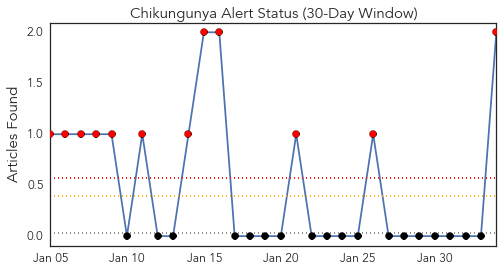 Chikungunya Alert Status (30-Day Window)
Articles Found
2.0
1.5
1.0
0.5
0.0
Jan 05
Jan 10
Jan 15
Jan 20
Jan 25
Jan 30